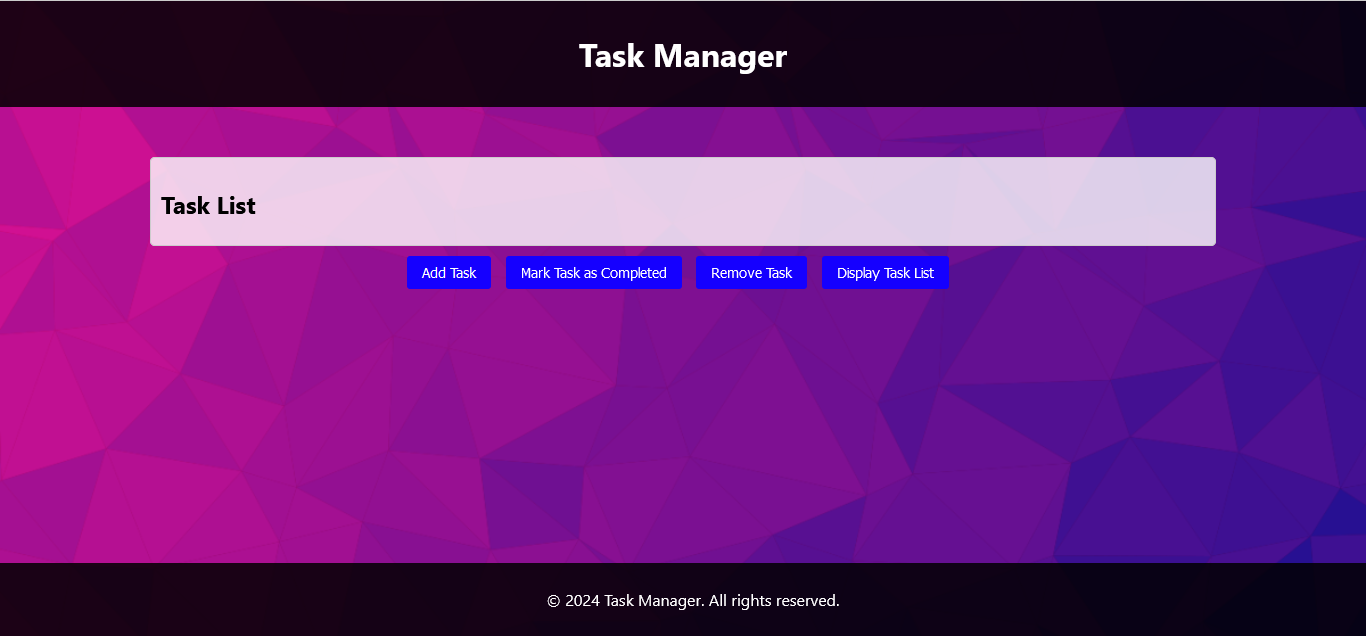 Task Manager
Task List
Add Task Mark Task as Completed Remove Task Display Task List
© 2024 Task Manager. All rights reserved.